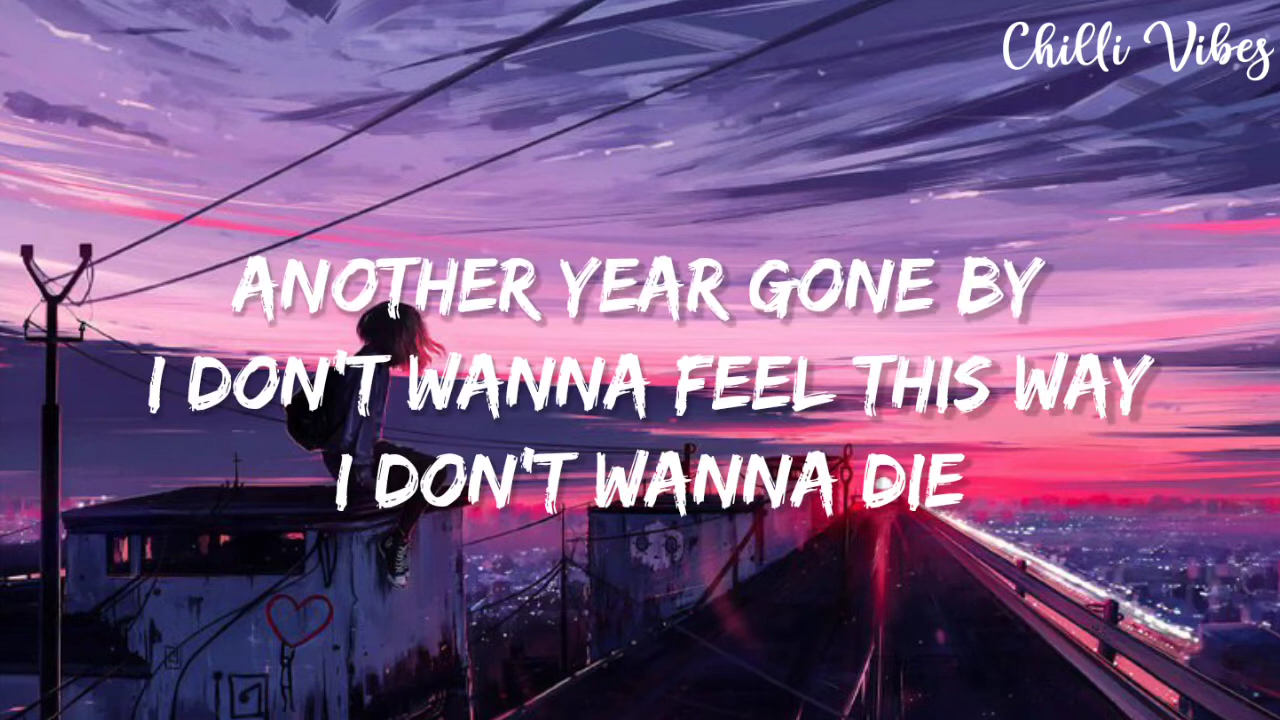 Chilli Vibes
ANOTHER YEAR GONE BY
I DON'T WANNA FEEL THIS WAY
I DON'T WANNA DIE